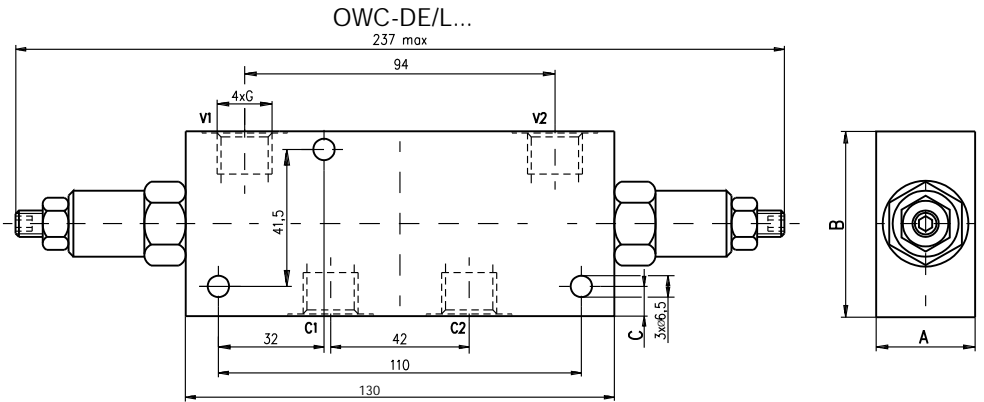 OWC-DE/L...
237 max
94
4xG
V1
V2
41,5
B
C1
C2
C
3xø6,5
32
42
A
110
130